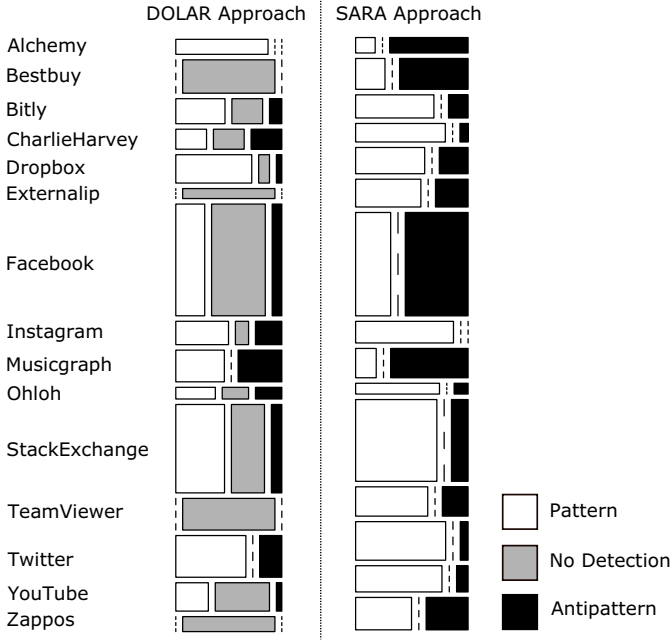 DOLAR Approach
SARA Approach
Alchemy
Bestbuy
Bitly
CharlieHarvey
Dropbox
Externalip
Facebook
Instagram
Musicgraph
Ohloh
StackExchange
TeamViewer
Twitter
YouTube
Zappos
Pattern
No Detection
Antipattern